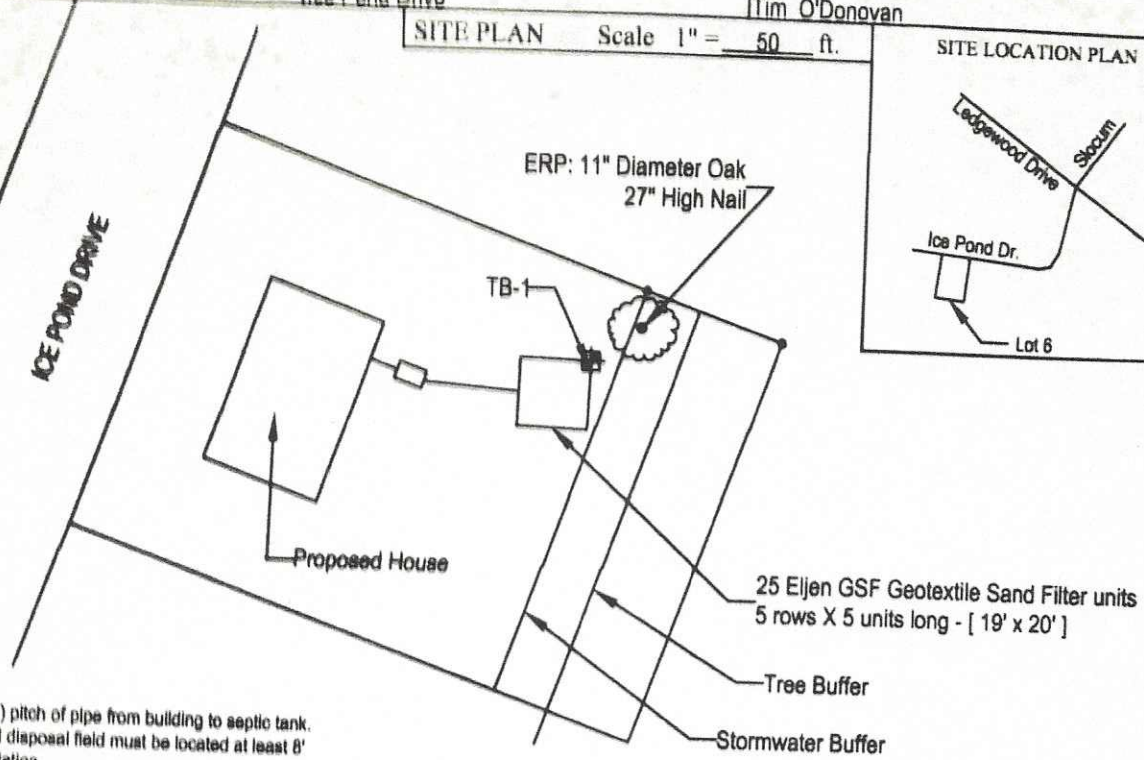 Tim O'Donovan
SITE PLAN Scale 1" = 50 ft.
SITE LOCATION PLAN
Ledgewood Drive
Slocum
Ice Pond Dr.
Lot 6
ERP: 11" Diameter Oak
27" High Nail
TB-1
ICE POND DRIVE
Proposed House
25 Eljen GSF Geotextile Sand Filter units
5 rows X 5 units long - [ 19' x 20' ]
Tree Buffer
Stormwater Buffer
) pitch of pipe from building to septic tank.
disposal field must be located at least 8'